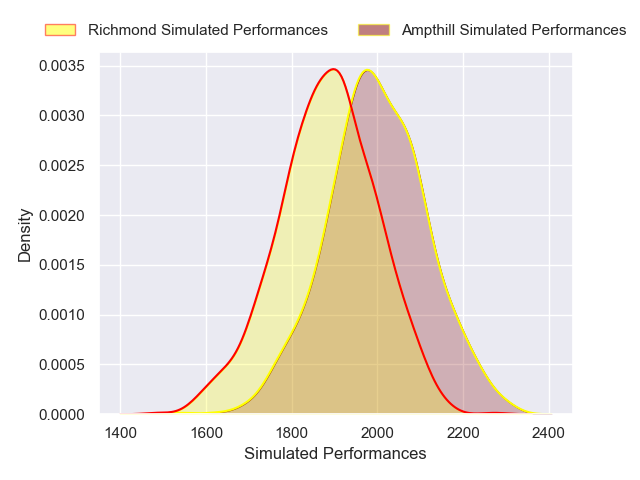 Richmond Simulated Performances Ampthill Simulated Performances
0.0035
0.0030
0.0025
0.0020
0.0015
0.0010
0.0005
0.0000
Density
1400 1600 1800 2000 2200 2400
Simulated Performances